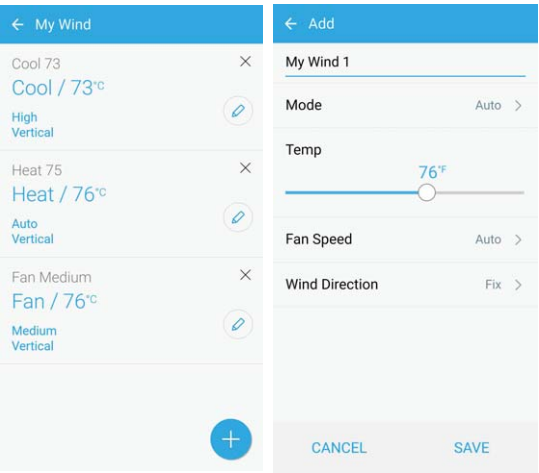 My Wind
Cool 73
Cool / 73°C
High
Vertical
Heat 75
Heat / 76°C
Auto
Vertical
Fan Medium
Fan / 76°C
Medium
Vertical
Add
My Wind 1
Mode Auto
Temp
76°F
Fan Speed Auto
Wind Direction Fix
CANCEL SAVE